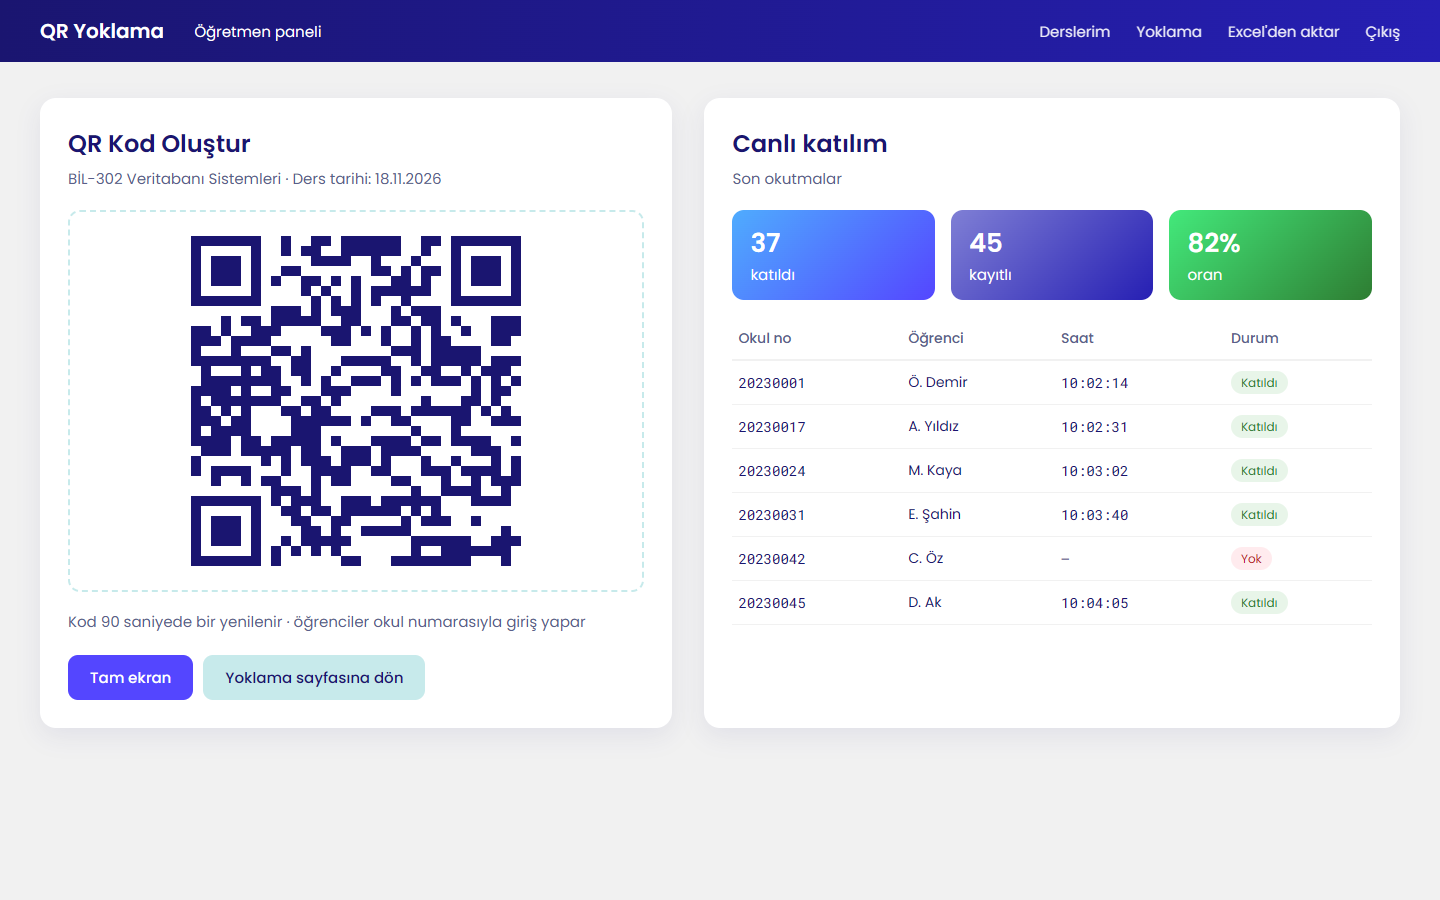 QR Yoklama Öğretmen paneli Derslerim Yoklama Excel'den aktar Çıkış
QR Kod Oluştur
BİL-302 Veritabanı Sistemleri · Ders tarihi: 18.11.2026
Kod 90 saniyede bir yenilenir · öğrenciler okul numarasıyla giriş yapar
Tam ekran Yoklama sayfasına dön
Canlı katılım
Son okutmalar
37 45 82%
katıldı kayıtlı oran
Okul no Öğrenci Saat Durum
20230001 Ö. Demir 10:02:14 Katıldı
20230017 A. Yıldız 10:02:31 Katıldı
20230024 M. Kaya 10:03:02 Katıldı
20230031 E. Şahin 10:03:40 Katıldı
20230042 C. Öz — Yok
20230045 D. Ak 10:04:05 Katıldı